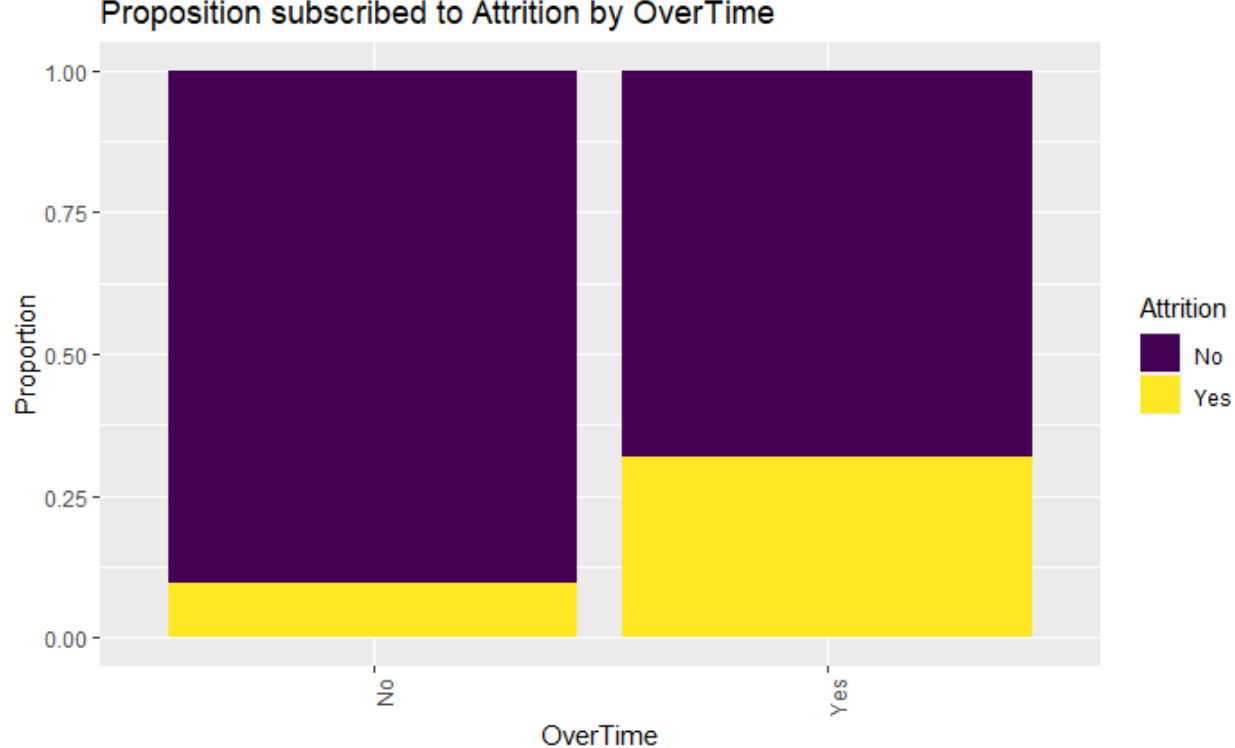 Proposition subscribed to Attrition by OverTime
1.00
0.75
0.50
0.25
0.00
Proportion
No
Yes
OverTime
Attrition
No
Yes